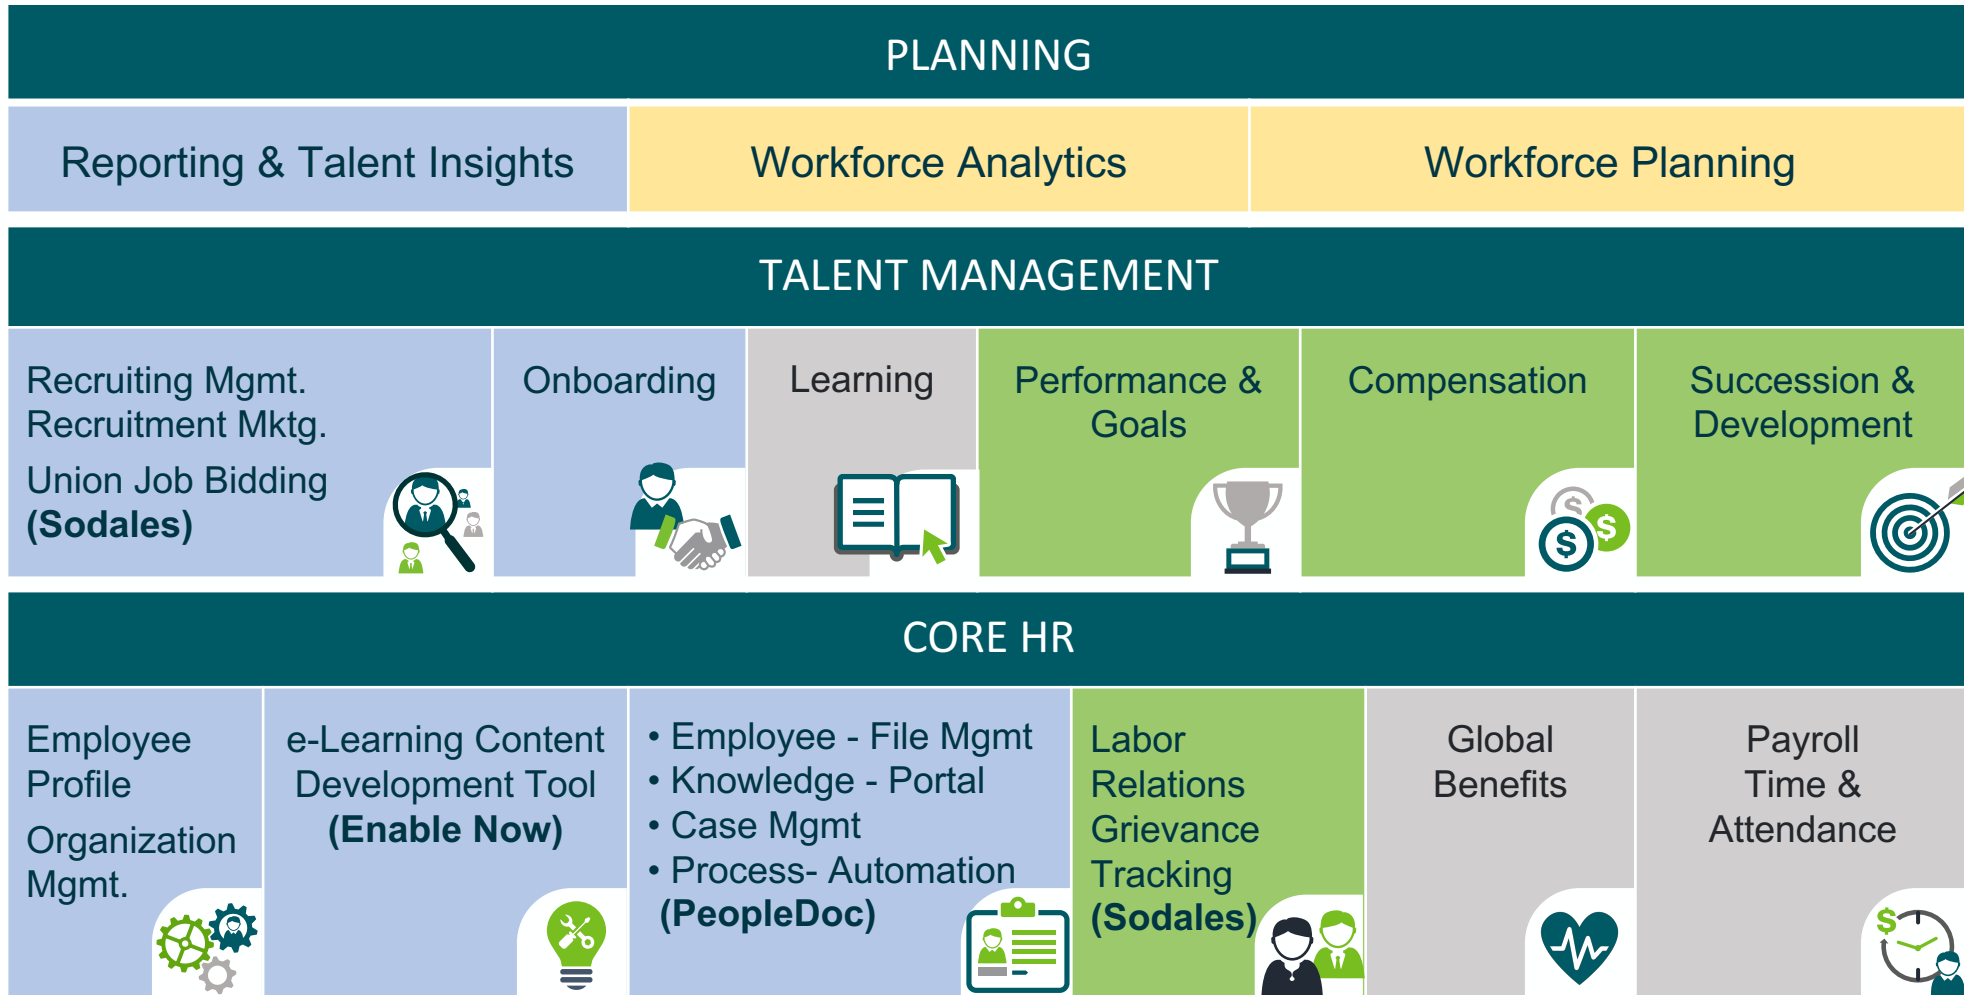 PLANNING
Reporting & Talent Insights
Workforce Analytics
Workforce Planning
TALENT MANAGEMENT
Recruiting Mgmt.
Recruitment Mktg.
Union Job Bidding
(Sodales)
Onboarding
Learning
Performance &
Goals
Compensation
$
$
$
Succession &
Development
CORE HR
Employee
Profile
Organization
Mgmt.
e-Learning Content
Development Tool
(Enable Now)
• Employee - File Mgmt
• Knowledge - Portal
• Case Mgmt
• Process- Automation
(PeopleDoc)
Labor
Relations
Grievance
Tracking
(Sodales)
Global
Benefits
Payroll
Time &
Attendance
$